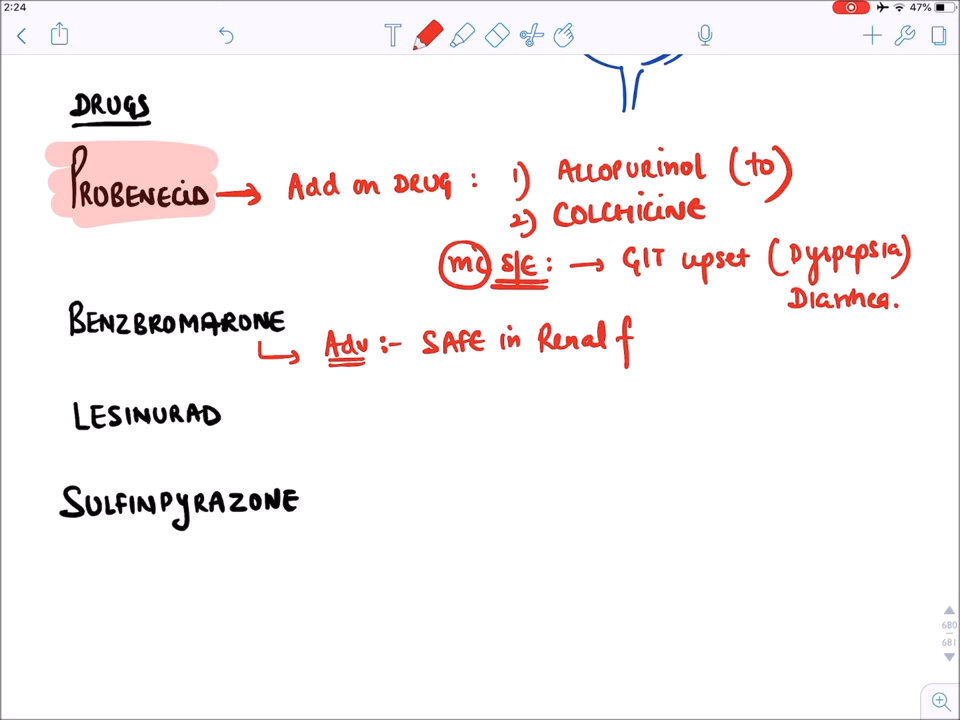 2:24
47%
T
DRUGS
PROBENECID → Add on DRUG : 1) ALLOPURINOL (to)
2) COLCHICINE
mc S/E : → GIT upset (Dyspepsia)
Diarrhea.
BENZBROMARONE
Adv :- SAFE in Renal f
LESINURAD
SULFINPYRAZONE
680
681